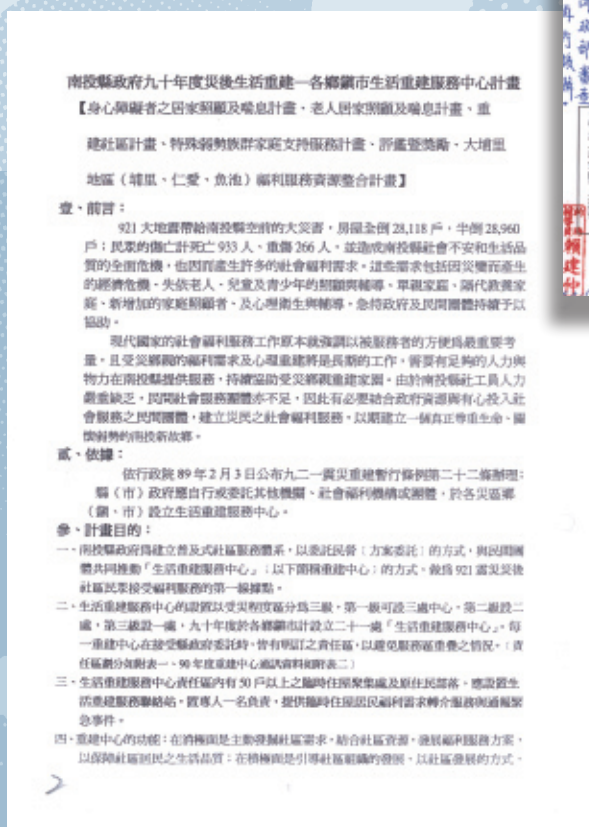 南投縣政府九十年度災後生活重建—各鄉鎮市生活重建服務中心計畫
【身心障礙者之居家照顧及喘息計畫、老人居家照顧及喘息計畫、重
建社區計畫、特殊弱勢族群家庭支持服務計畫、評鑑暨獎勵、大埔里
地區（埔里、仁愛、魚池）福利服務資源整合計畫】
壹、前言：
921 大地震帶給南投縣空前的大災害，房屋全倒 28,118 戶，半倒 28,960
戶；民眾的傷亡計死亡 933 人、重傷 266 人。並造成南投縣社會不安和生活品
質的全面危機，也因而產生許多的社會福利需求。這些需求包括因災變而產生
的經濟危機、失依老人、兒童及青少年的照顧與輔導、單親家庭、隔代教養家
庭、新增加的家庭照顧者、及心理衛生與輔導，急待政府及民間團體持續予以
協助。
現代國家的社會福利服務工作原本就強調以被服務者的方便為最重要考
量。且受災鄉親的福利需求及心理重建將是長期的工作，需要有足夠的人力與
物力在南投縣提供服務，持續協助受災鄉親重建家園。由於南投縣社工員人力
嚴重缺乏，民間社會服務團體亦不足，因此有必要結合政府資源與有心投入社
會服務之民間團體，建立災民之社會福利服務，以期建立一個真正尊重生命、關
懷弱勢的南投新故鄉。
貳、依據：
依行政院 89 年 2 月 3 日公布九二一震災重建暫行條例第二十二條辦理：
縣（市）政府應自行或委託其他機關、社會福利機構或團體，於各災區鄉
（鎮、市）設立生活重建服務中心。
參、計畫目的：
一、南投縣政府為建立普及式社區服務體系，以委託民營（方案委託）的方式，與民間團
體共同推動「生活重建服務中心」（以下簡稱重建中心）的方式，做為 921 震災災後
社區民眾接受福利服務的第一線據點。
二、生活重建服務中心的設置以受災程度區分為三級，第一級可設三處中心，第二級設二
處，第三級設一處，九十年度於各鄉鎮市計設立二十一處「生活重建服務中心」。每
一重建中心在接受縣政府委託時，皆有明訂之責任區，以避免服務區重疊之情況。（責
任區劃分如附表一、90 年度重建中心通訊資料如附表二）
三、生活重建服務中心責任區內有 50 戶以上之臨時住屋聚集處及原住民部落，應設置生
活重建服務聯絡站，置專人一名負責，提供臨時住屋居民福利需求轉介服務與通報緊
急事件。
四、重建中心的功能：在消極面是主動發掘社區需求，結合社區資源，發展福利服務方案，
以保障社區居民之生活品質；在積極面是引導社區組織的發展，以社區發展的方式，
賴建仲